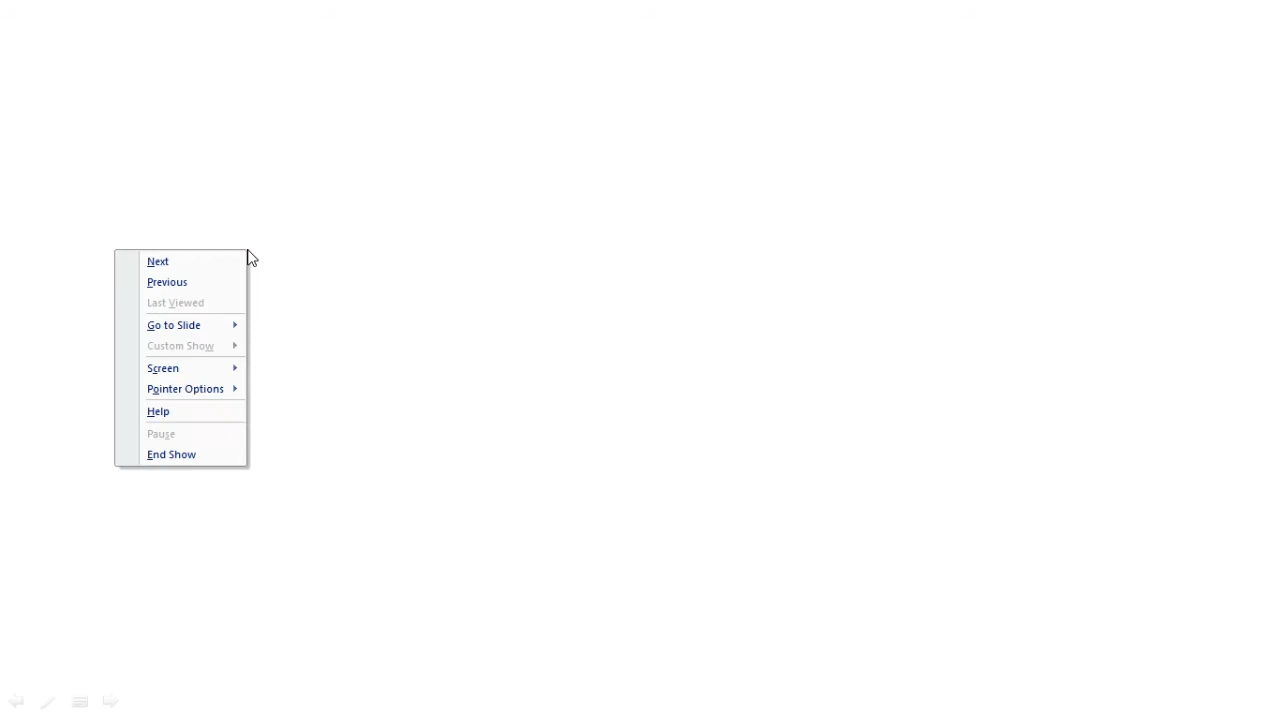 Next
Previous
Last Viewed
Go to Slide
Custom Show
Screen
Pointer Options
Help
Pause
End Show